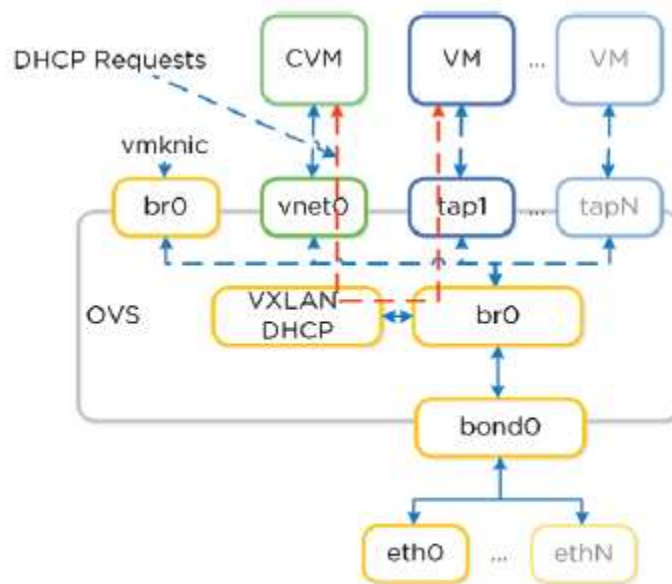 CVM
VM
...
VM
DHCP Requests
vmknic
br0
vnet0
tap1
...
tapN
OVS
VXLAN
DHCP
br0
bond0
eth0
...
ethN